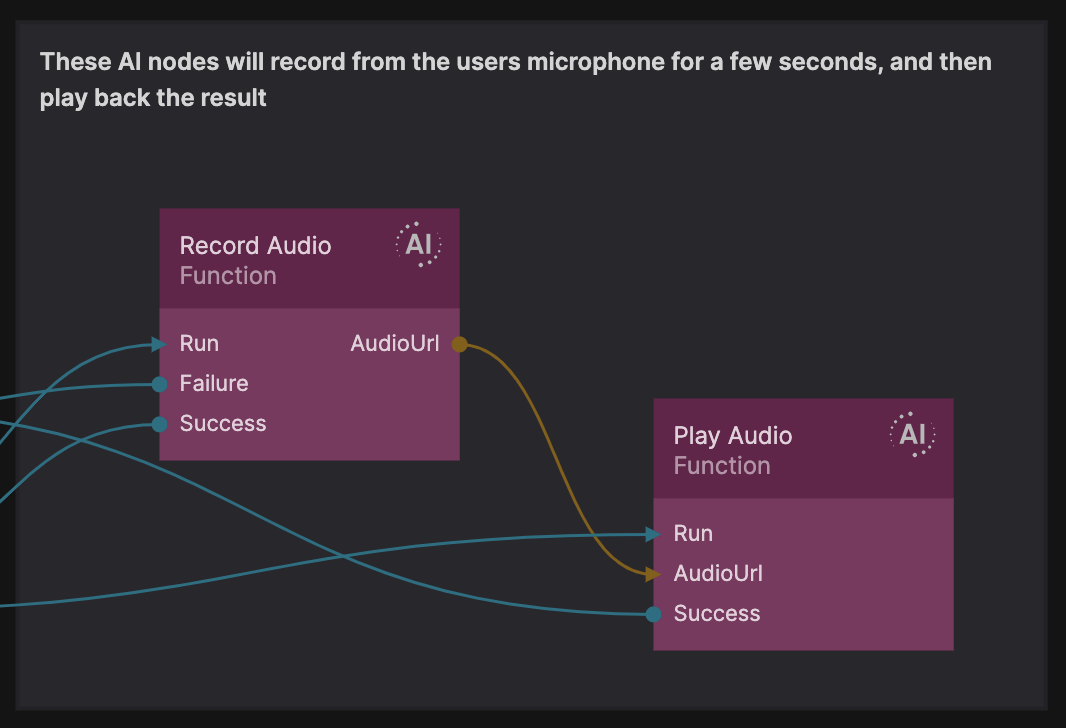 These AI nodes will record from the users microphone for a few seconds, and then
play back the result
Record Audio
AI
Function
Run
AudioUrl
Failure
Success
Play Audio
AI
Function
Run
AudioUrl
Success